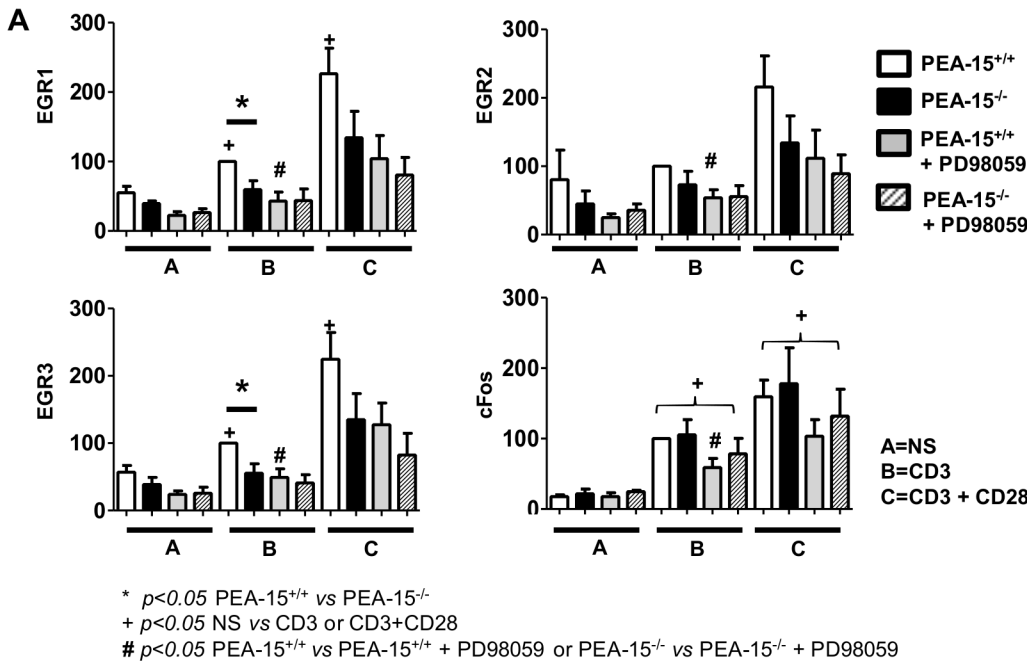 A
EGR1
300
200
100
0
+
*
+
#
A
B
C
EGR2
300
200
100
0
#
A
B
C
PEA-15+/+
PEA-15-/-
PEA-15+/+
+ PD98059
PEA-15-/-
+ PD98059
EGR3
300
200
100
0
+
*
+
#
A
B
C
cFos
300
200
100
0
+
+
#
A
B
C
A=NS
B=CD3
C=CD3 + CD28
* p<0.05 PEA-15+/+ vs PEA-15-/-
+ p<0.05 NS vs CD3 or CD3+CD28
# p<0.05 PEA-15+/+ vs PEA-15+/+ + PD98059 or PEA-15-/- vs PEA-15-/- + PD98059